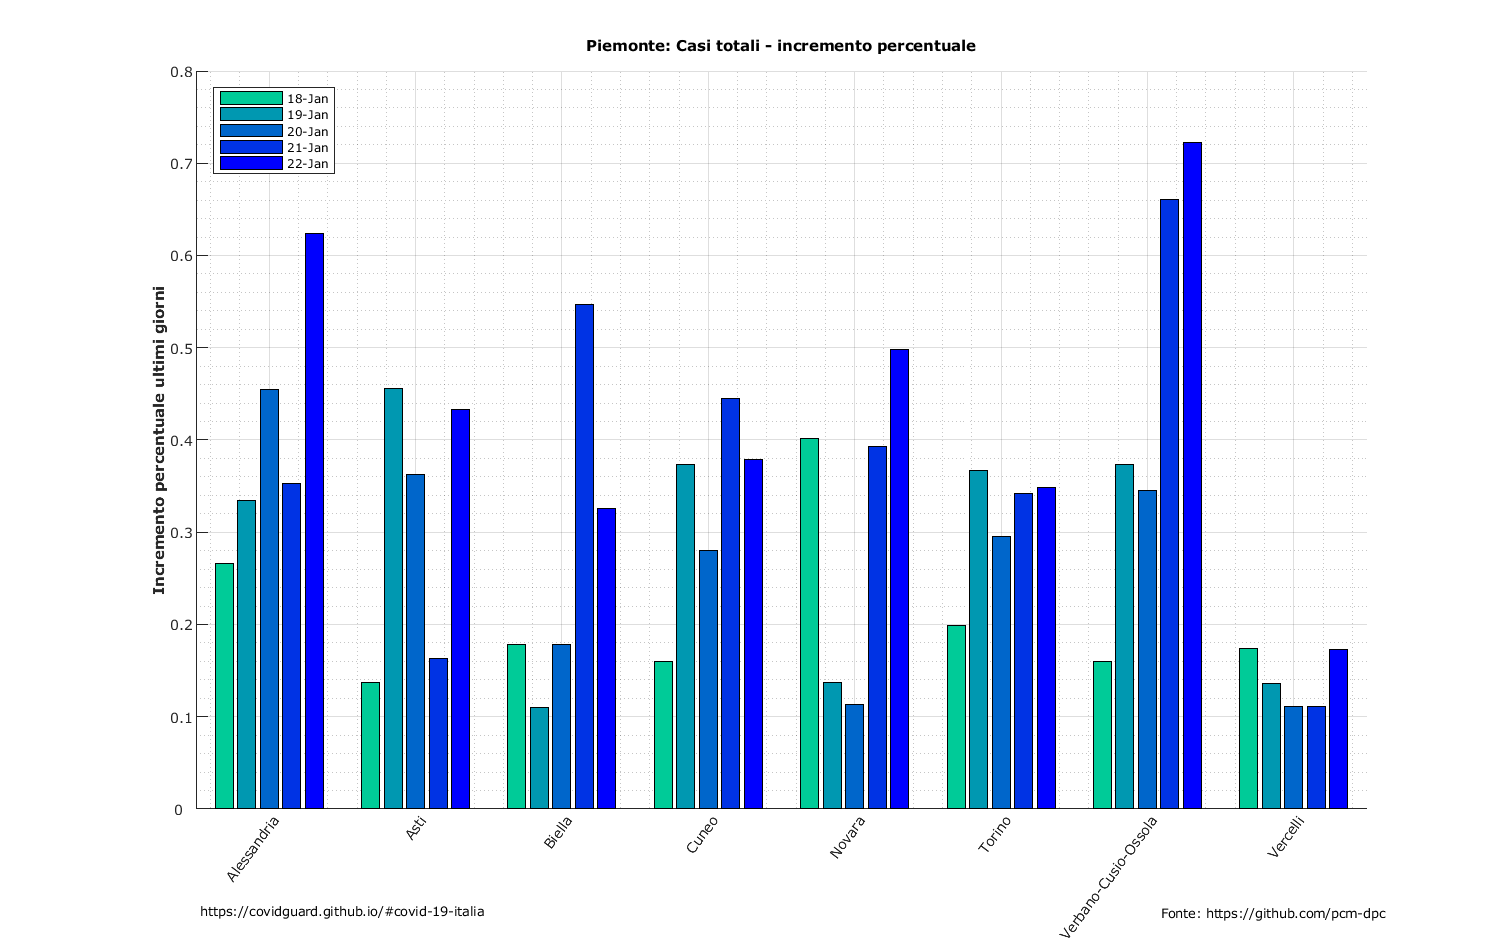 Piemonte: Casi totali - incremento percentuale
0.8
0.7
0.6
0.5
0.4
0.3
0.2
0.1
0
Incremento percentuale ultimi giorni
18-Jan
19-Jan
20-Jan
21-Jan
22-Jan
Alessandria
Asti
Biella
Cuneo
Novara
Torino
Verbano-Cusio-Ossola
Vercelli
https://covidguard.github.io/#covid-19-italia
Fonte: https://github.com/pcm-dpc